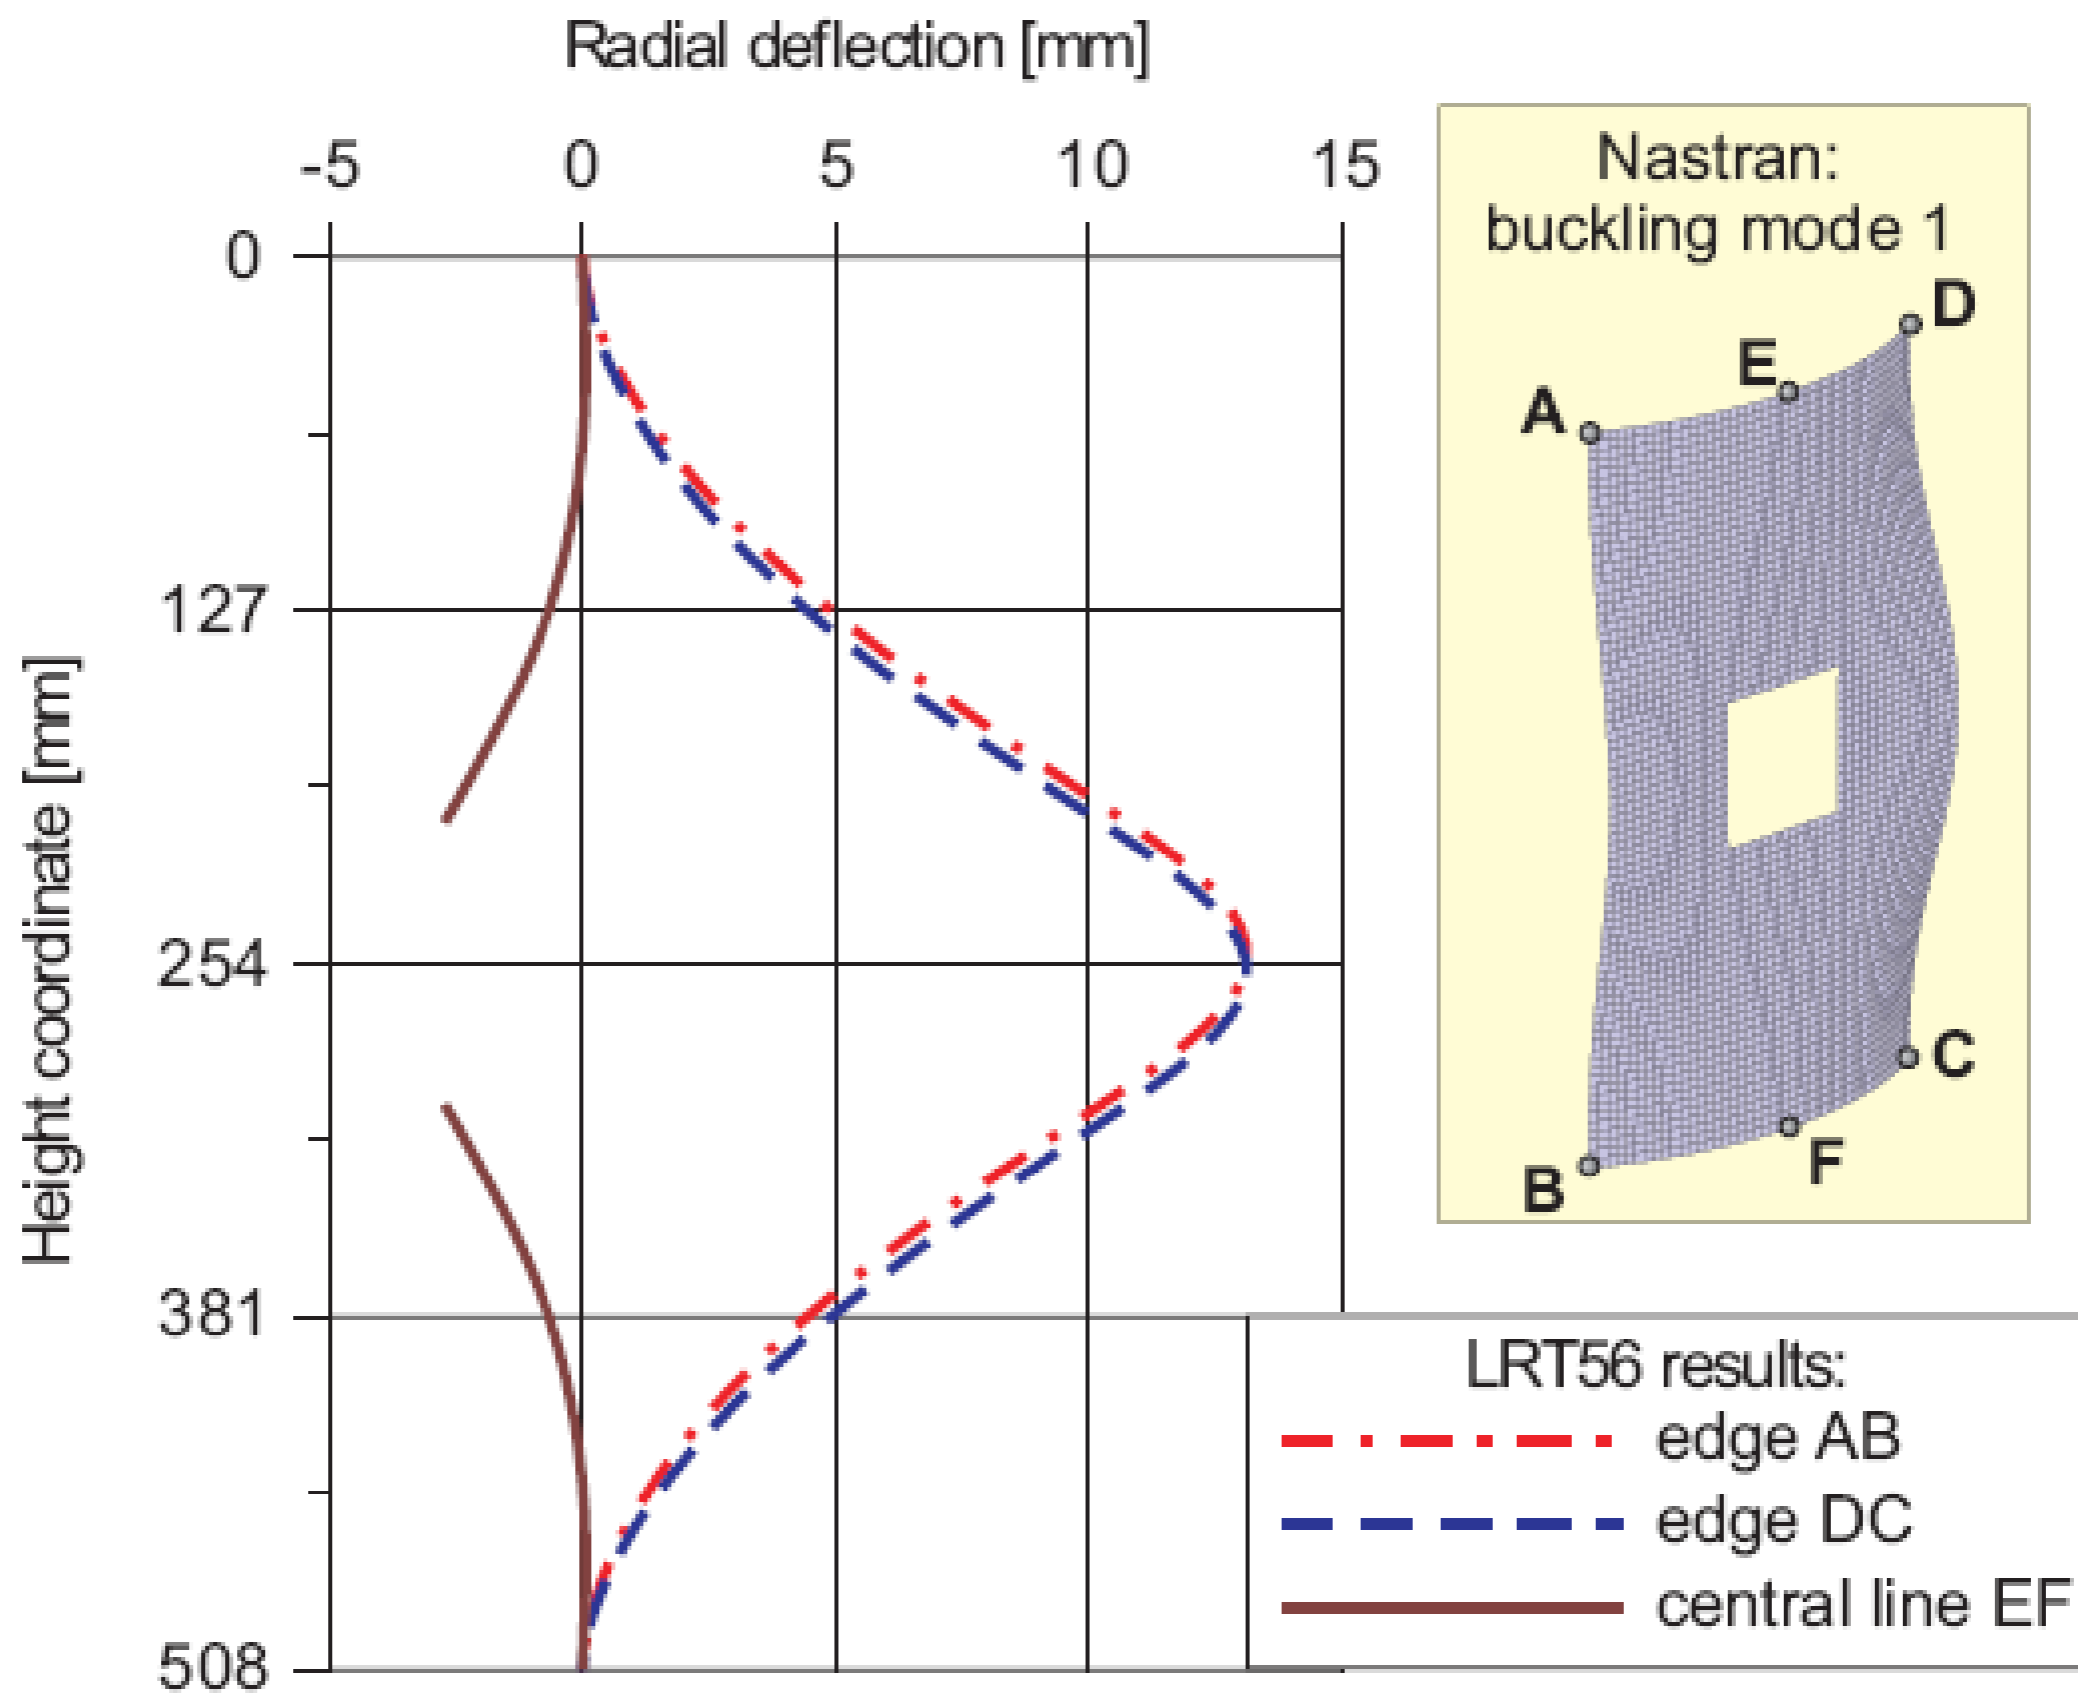 Radial deflection [mm]
-5 0 5 10 15
0
127
254
381
508
Height coordinate [mm]
Nastran:
buckling mode 1
D
E
A
C
F
B
LRT56 results:
edge AB
edge DC
central line EF